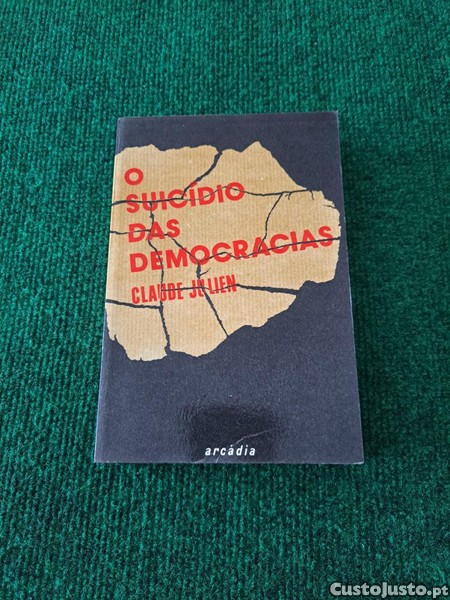 O
SUICÍDIO
DAS
DEMOCRACIAS
CLAUDE JULIEN
arcádia
CustoJusto.pt